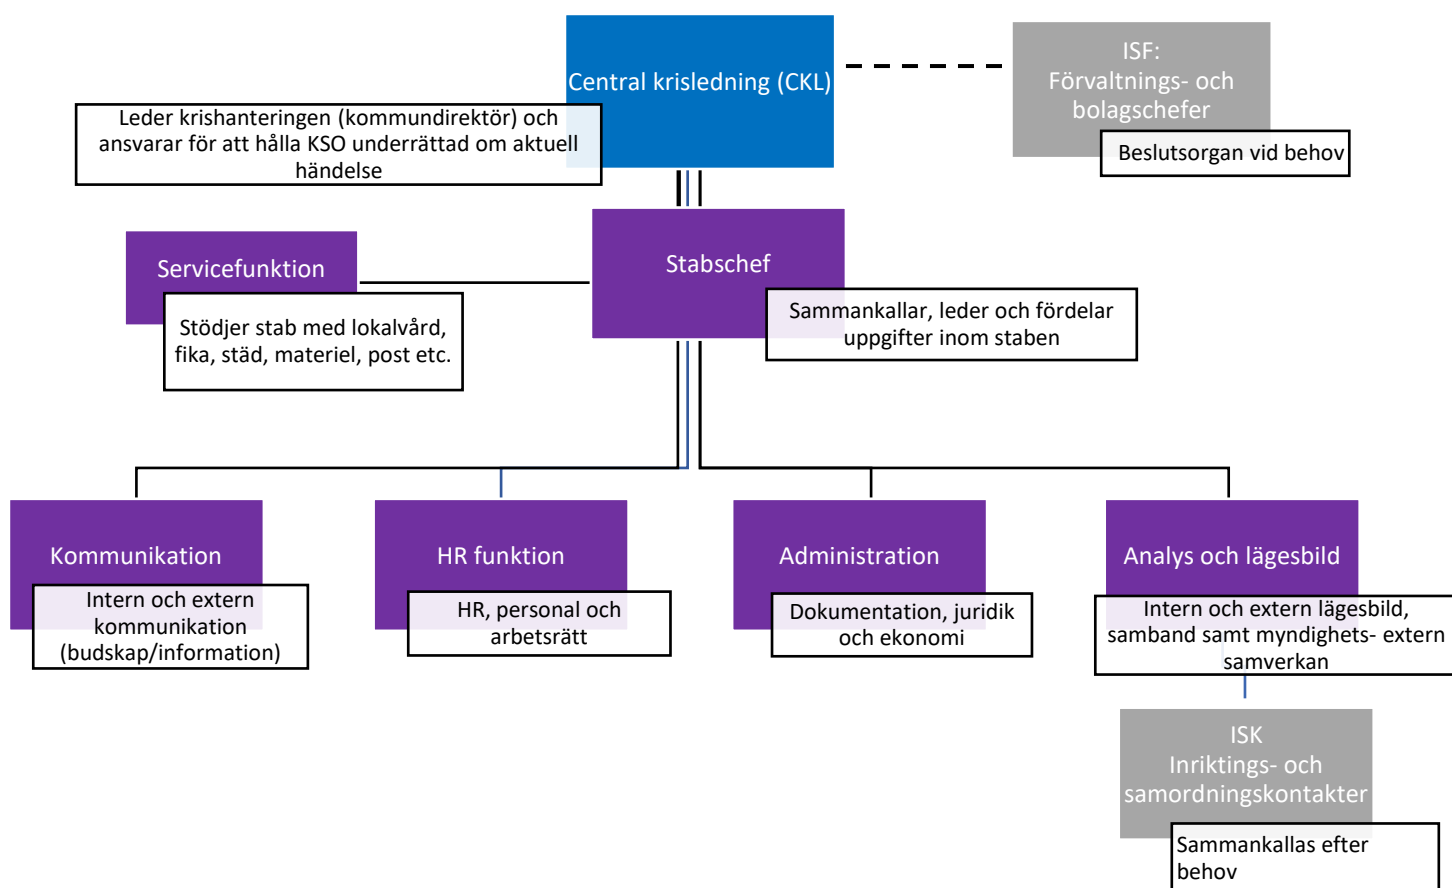 Central krisledning (CKL)
Leder krishanteringen (kommundirektör) och
ansvarar för att hålla KSO underrättad om aktuell
händelse
ISF:
Förvaltnings- och
bolagschefer
Beslutsorgan vid behov
Servicefunktion
Stödjer stab med lokalvård,
fika, städ, materiel, post etc.
Stabschef
Sammankallar, leder och fördelar
uppgifter inom staben
Kommunikation
Intern och extern
kommunikation
(budskap/information)
HR funktion
HR, personal och
arbetsrätt
Administration
Dokumentation, juridik
och ekonomi
Analys och lägesbild
Intern och extern lägesbild,
samband samt myndighets- extern
samverkan
ISK
Inriktings- och
samordningskontakter
Sammankallas efter
behov